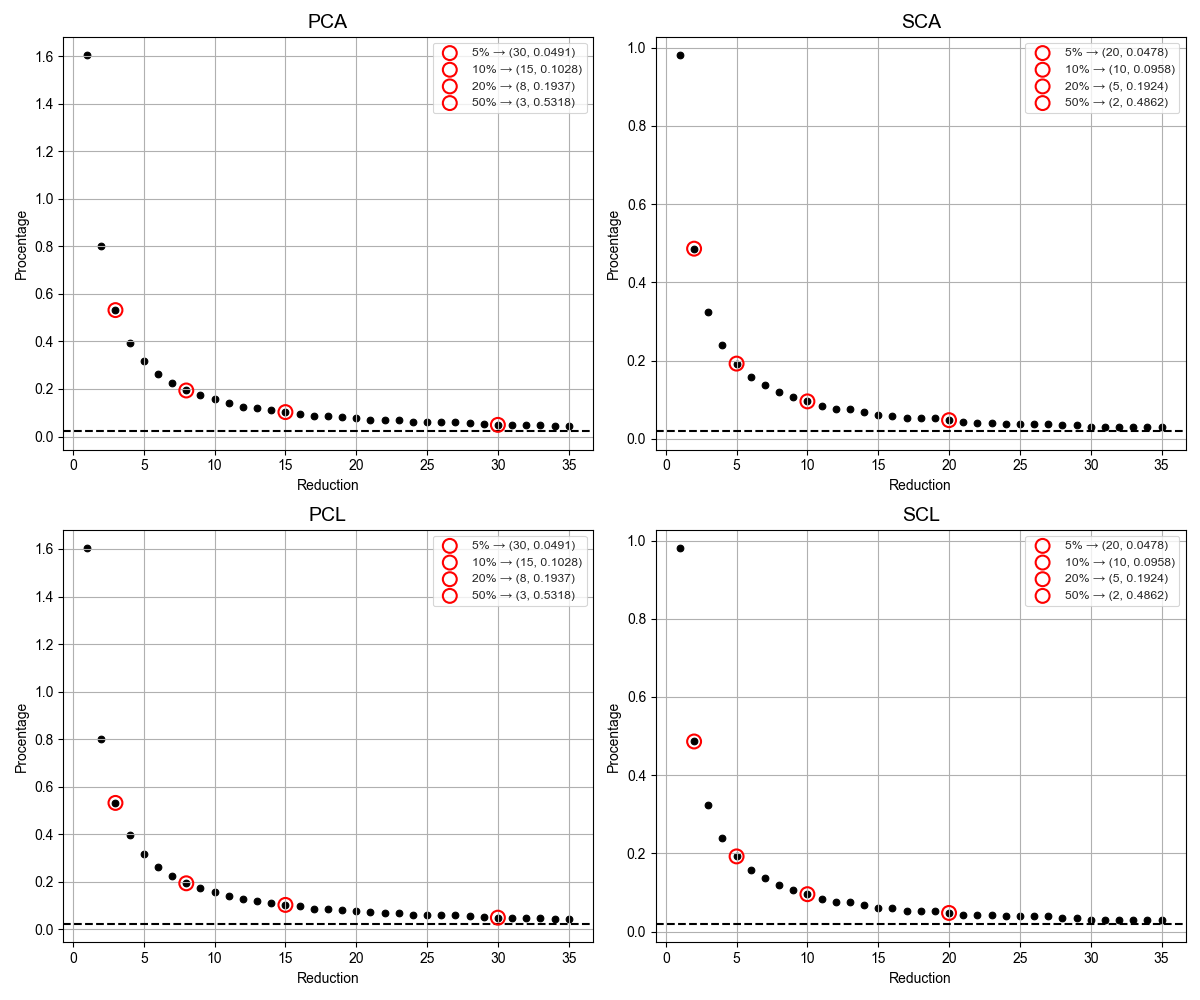 PCA
1.6
1.4
1.2
1.0
0.8
0.6
0.4
0.2
0.0
Procentage
5% → (30, 0.0491)
10% → (15, 0.1028)
20% → (8, 0.1937)
50% → (3, 0.5318)
0 5 10 15 20 25 30 35
Reduction
SCA
1.0
0.8
0.6
0.4
0.2
0.0
Procentage
5% → (20, 0.0478)
10% → (10, 0.0958)
20% → (5, 0.1924)
50% → (2, 0.4862)
0 5 10 15 20 25 30 35
Reduction
PCL
1.6
1.4
1.2
1.0
0.8
0.6
0.4
0.2
0.0
Procentage
5% → (30, 0.0491)
10% → (15, 0.1028)
20% → (8, 0.1937)
50% → (3, 0.5318)
0 5 10 15 20 25 30 35
Reduction
SCL
1.0
0.8
0.6
0.4
0.2
0.0
Procentage
5% → (20, 0.0478)
10% → (10, 0.0958)
20% → (5, 0.1924)
50% → (2, 0.4862)
0 5 10 15 20 25 30 35
Reduction